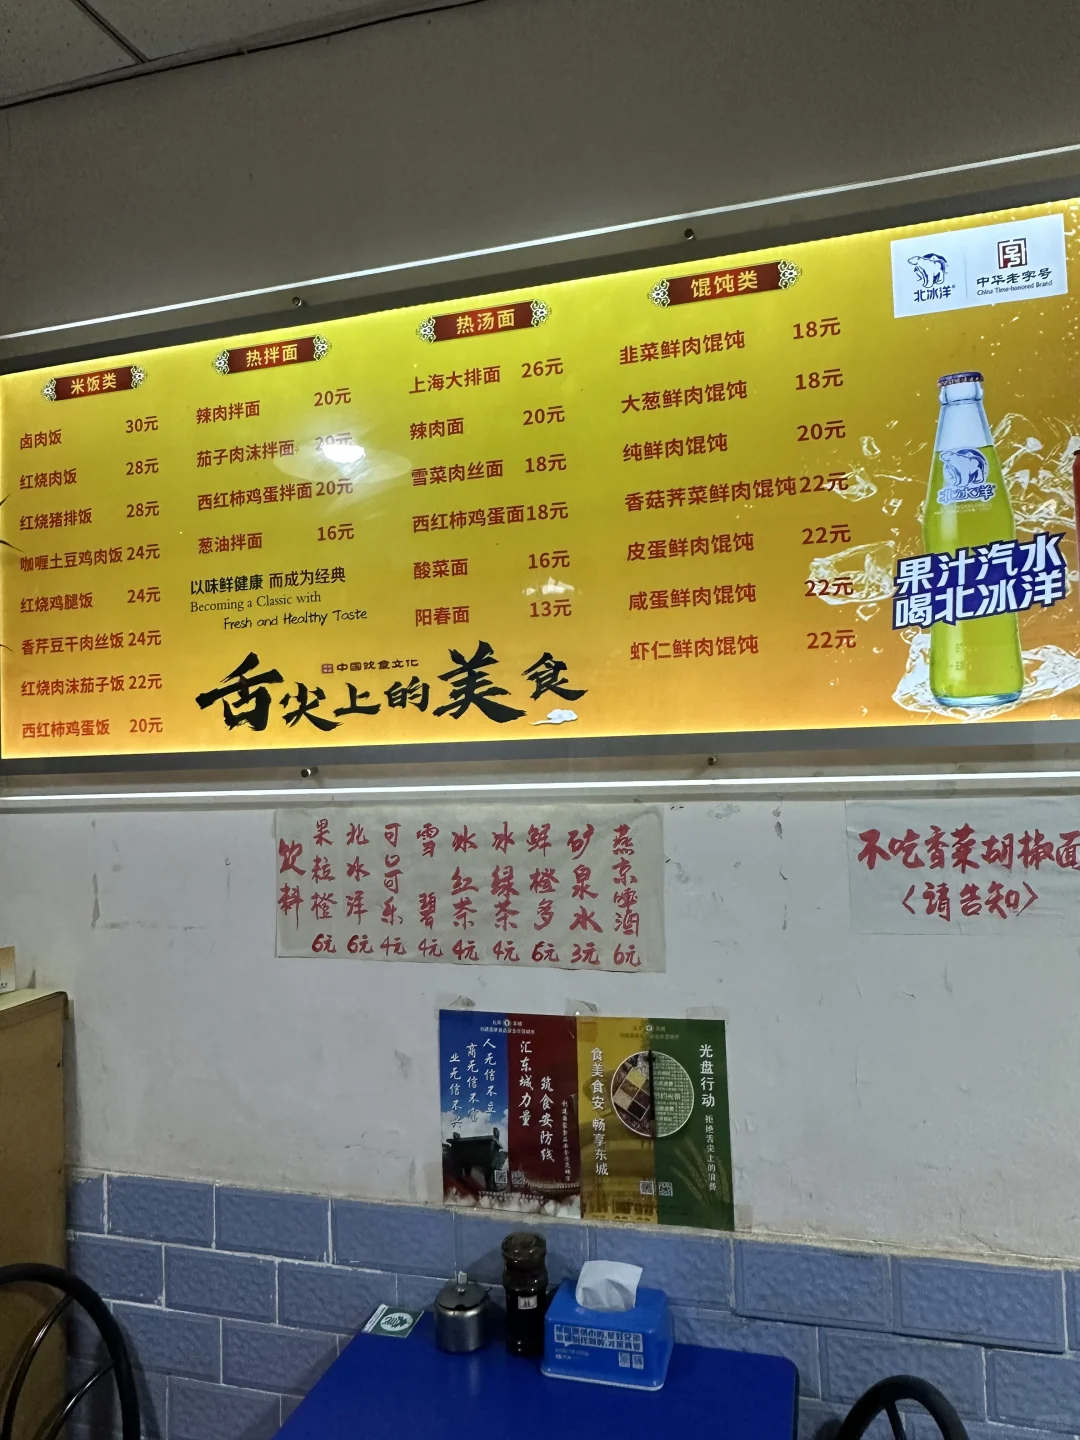 米饭类
卤肉饭 30元
红烧肉饭 28元
红烧猪排饭 28元
咖喱土豆鸡肉饭 24元
红烧鸡腿饭 24元
香芹豆干肉丝饭 24元
红烧肉沫茄子饭 22元
西红柿鸡蛋饭 20元
热拌面
辣肉拌面 20元
茄子肉沫拌面 20元
西红柿鸡蛋拌面 20元
葱油拌面 16元
以味鲜健康 而成为经典
Becoming a Classic with
Fresh and Healthy Taste
中国饮食文化
舌尖上的美食
热汤面
上海大排面 26元
辣肉面 20元
雪菜肉丝面 18元
西红柿鸡蛋面 18元
酸菜面 16元
阳春面 13元
馄饨类
韭菜鲜肉馄饨 18元
大葱鲜肉馄饨 18元
纯鲜肉馄饨 20元
香菇荠菜鲜肉馄饨 22元
皮蛋鲜肉馄饨 22元
咸蛋鲜肉馄饨 22元
虾仁鲜肉馄饨 22元
北冰洋
中华老字号
China Time-honored Brand
北冰洋
果汁汽水
喝北冰洋
饮料
果粒橙 6元
北冰洋 6元
可口可乐 4元
雪碧 4元
冰红茶 4元
冰绿茶 4元
鲜橙多 6元
矿泉水 3元
燕京啤酒 6元
不吃香菜胡椒面
〈请告知〉
人无信不立
商无信不富
业无信不兴
汇东城力量
筑食安防线
食美食安 畅享东城
光盘行动
拒绝舌尖上的浪费